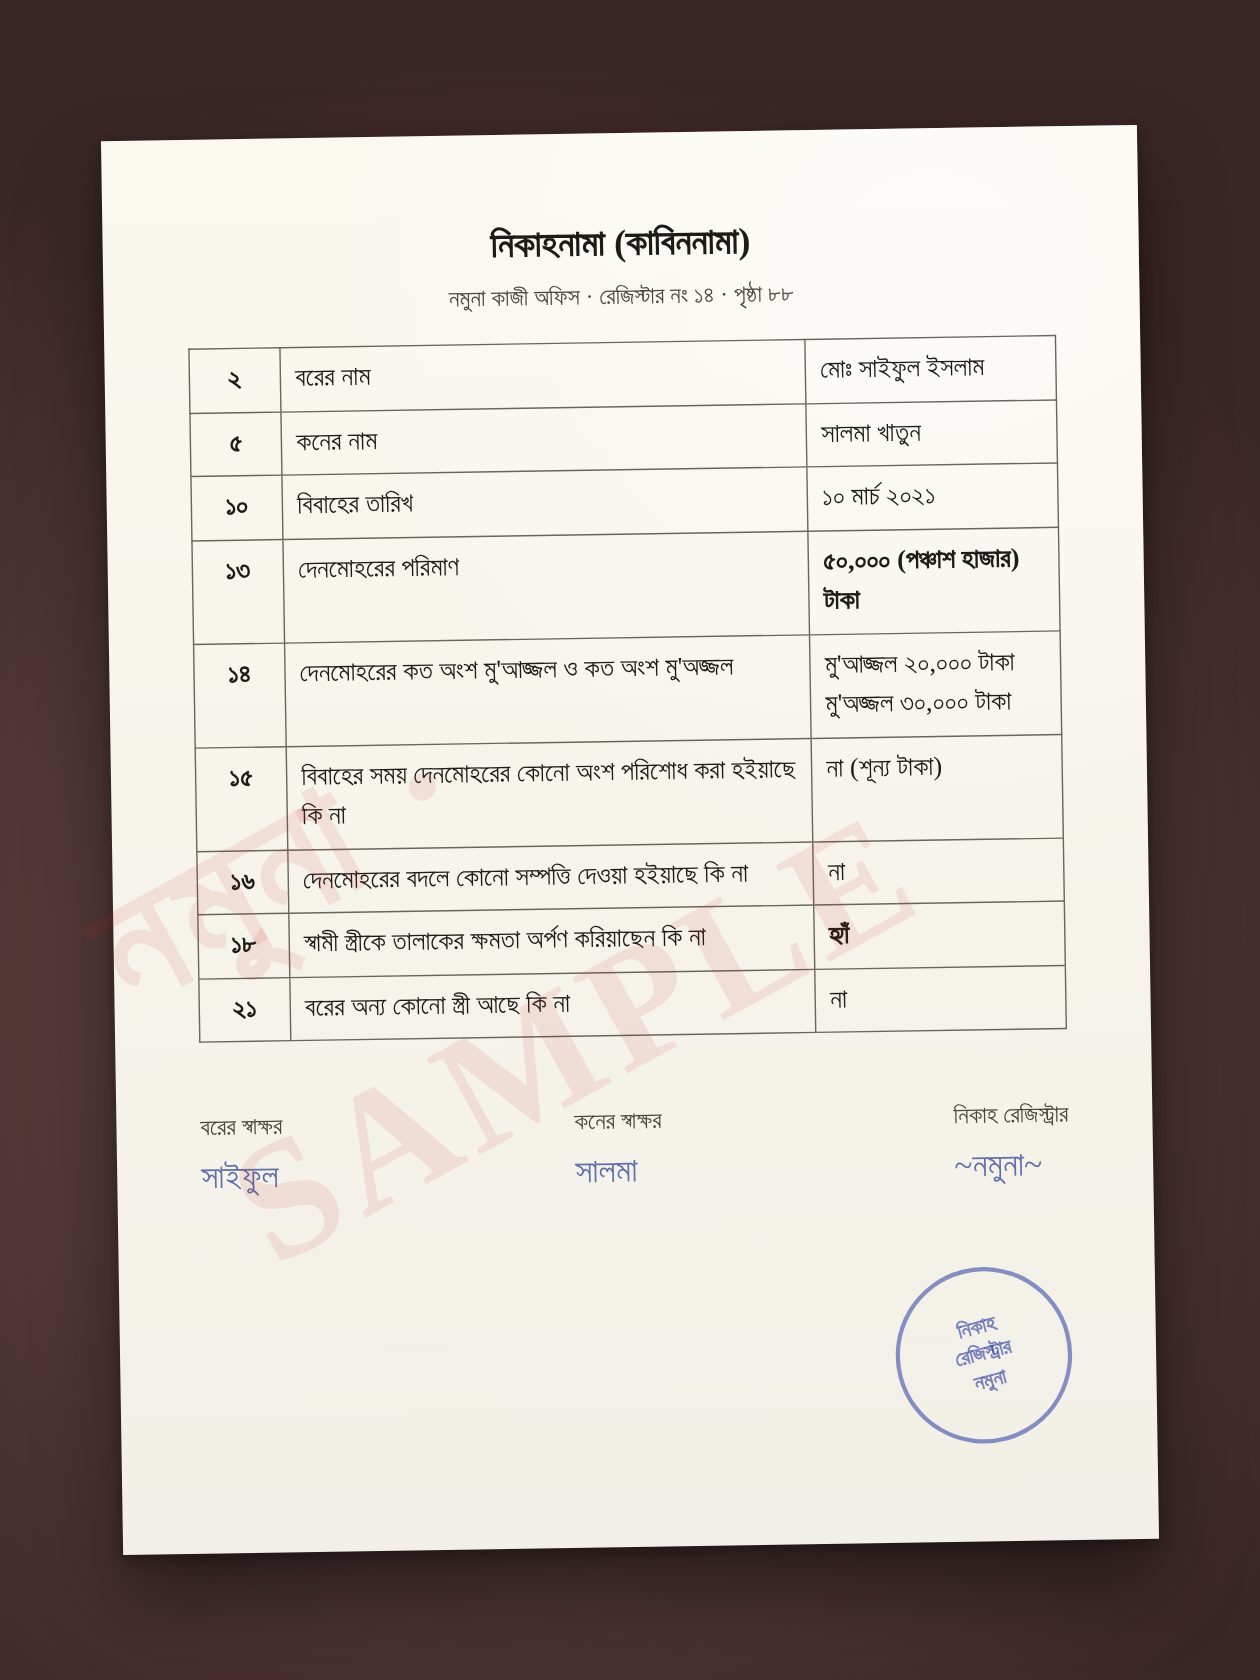 নিকাহনামা (কাবিননামা)
নমুনা কাজী অফিস · রেজিস্টার নং ১৪ · পৃষ্ঠা ৮৮
২ বরের নাম মোঃ সাইফুল ইসলাম
৫ কনের নাম সালমা খাতুন
১০ বিবাহের তারিখ ১০ মার্চ ২০২১
১৩ দেনমোহরের পরিমাণ ৫০,০০০ (পঞ্চাশ হাজার)
টাকা
১৪ দেনমোহরের কত অংশ মু'আজ্জল ও কত অংশ মু'অজ্জল মু'আজ্জল ২০,০০০ টাকা
মু'অজ্জল ৩০,০০০ টাকা
১৫ বিবাহের সময় দেনমোহরের কোনো অংশ পরিশোধ করা হইয়াছে না (শূন্য টাকা)
কি না
১৬ দেনমোহরের বদলে কোনো সম্পত্তি দেওয়া হইয়াছে কি না না
১৮ স্বামী স্ত্রীকে তালাকের ক্ষমতা অর্পণ করিয়াছেন কি না হ্যাঁ
২১ বরের অন্য কোনো স্ত্রী আছে কি না না
নমুনা ·
SAMPLE
বরের স্বাক্ষর কনের স্বাক্ষর নিকাহ রেজিস্ট্রার
সাইফুল সালমা ~নমুনা~
নিকাহ
রেজিস্ট্রার
নমুনা